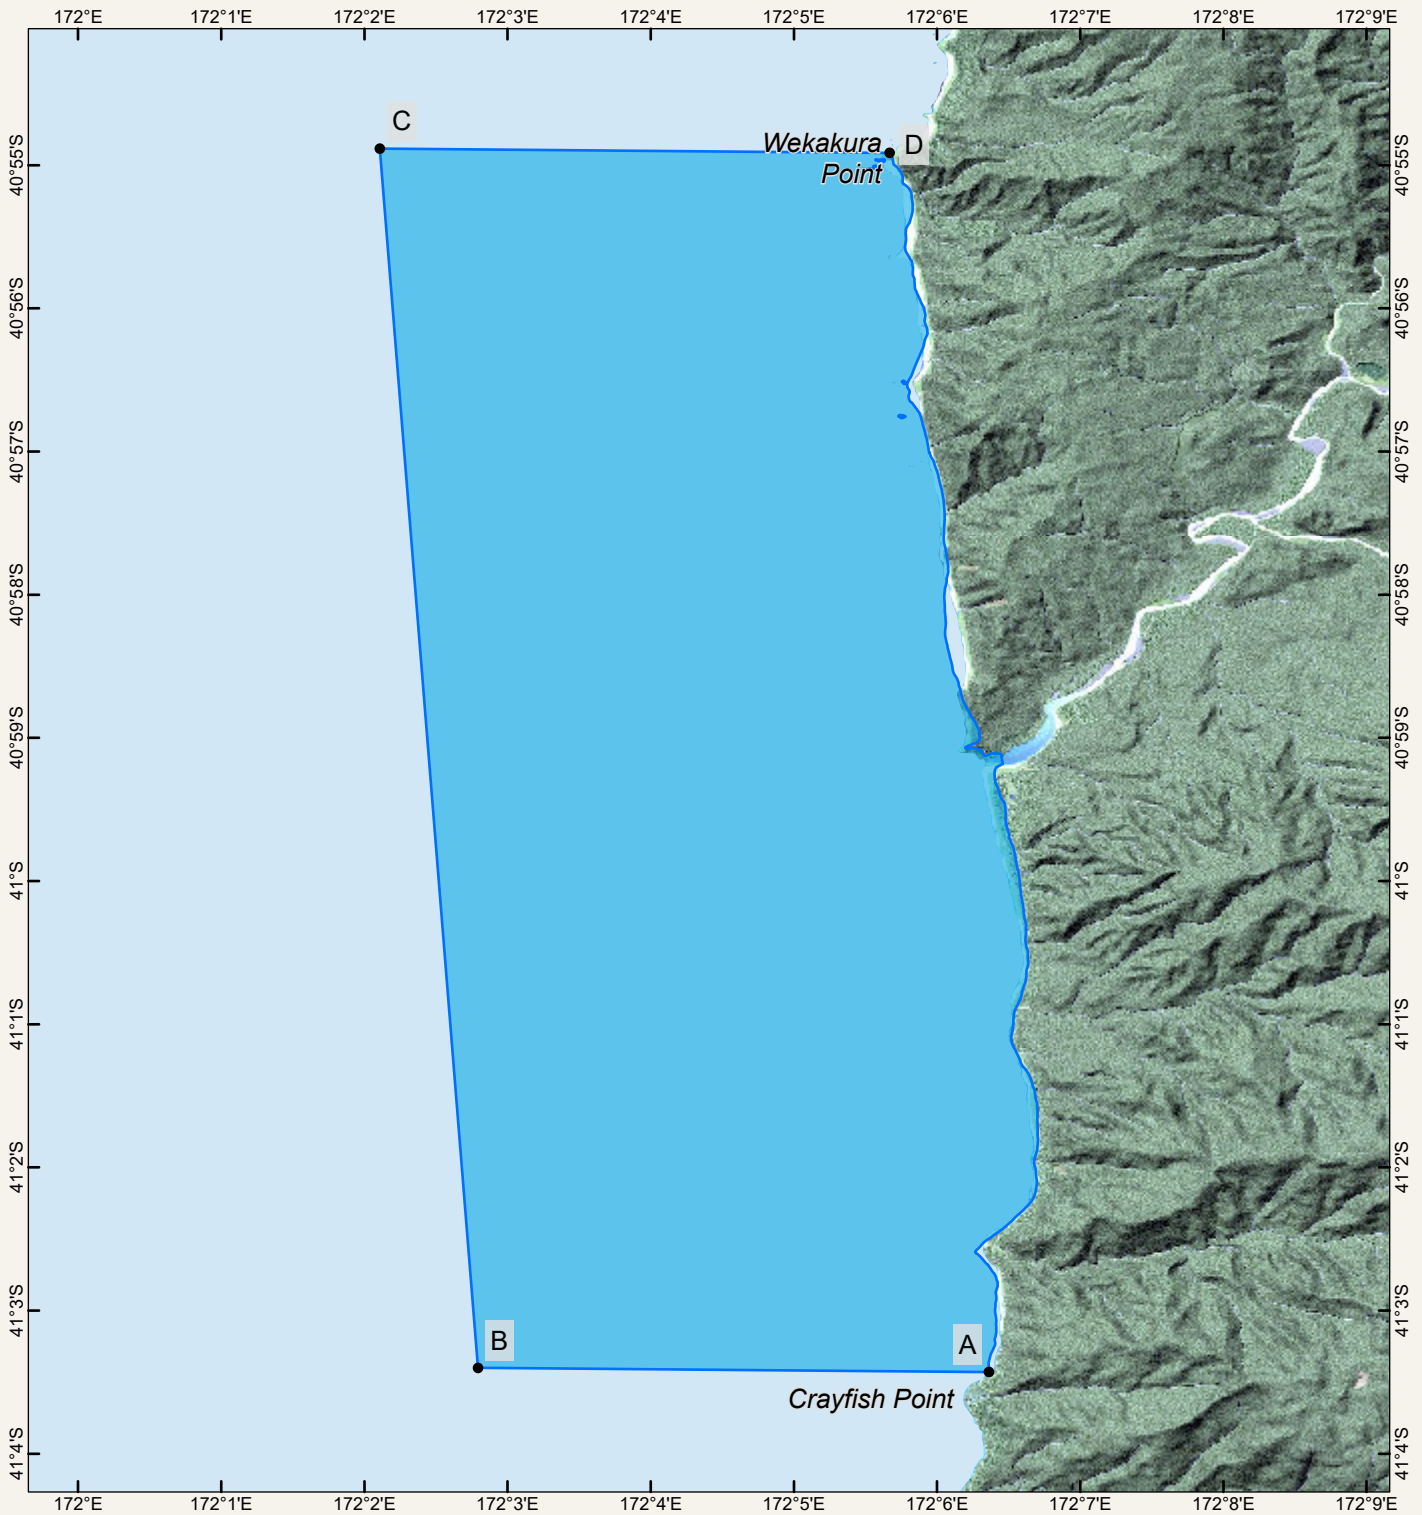 172°E 172°1'E 172°2'E 172°3'E 172°4'E 172°5'E 172°6'E 172°7'E 172°8'E 172°9'E
C
Wekakura
Point
D
40°55'S 40°55'S
40°56'S 40°56'S
40°57'S 40°57'S
40°58'S 40°58'S
40°59'S 40°59'S
41°S 41°S
41°1'S 41°1'S
41°2'S 41°2'S
41°3'S 41°3'S
B
A
Crayfish Point
41°4'S 41°4'S
172°E 172°1'E 172°2'E 172°3'E 172°4'E 172°5'E 172°6'E 172°7'E 172°8'E 172°9'E